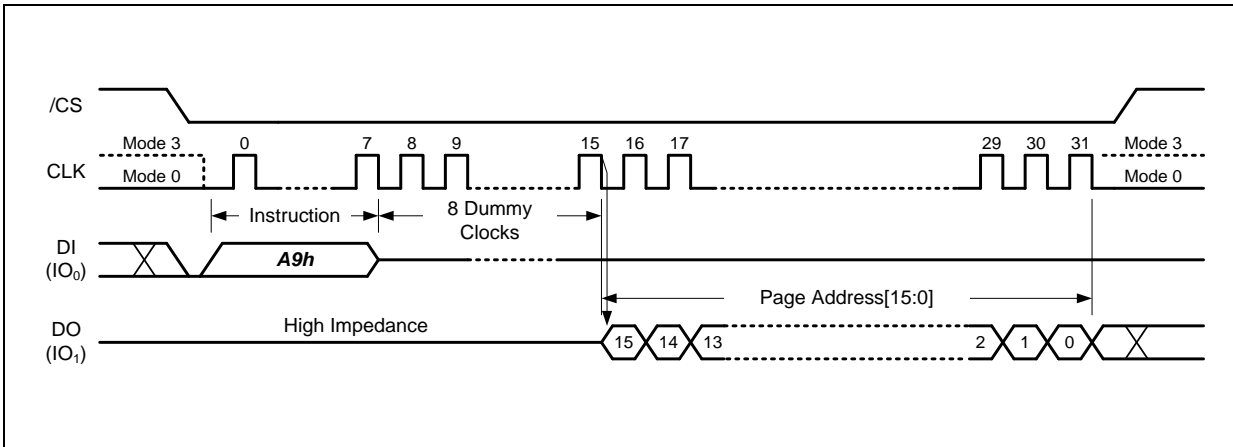 /CS
Mode 3 0 7 8 9 15 16 17 29 30 31 Mode 3
CLK
Mode 0 Mode 0
Instruction 8 Dummy
Clocks
DI
(IO₀)
A9h
Page Address[15:0]
High Impedance
DO
(IO₁)
15 14 13 2 1 0